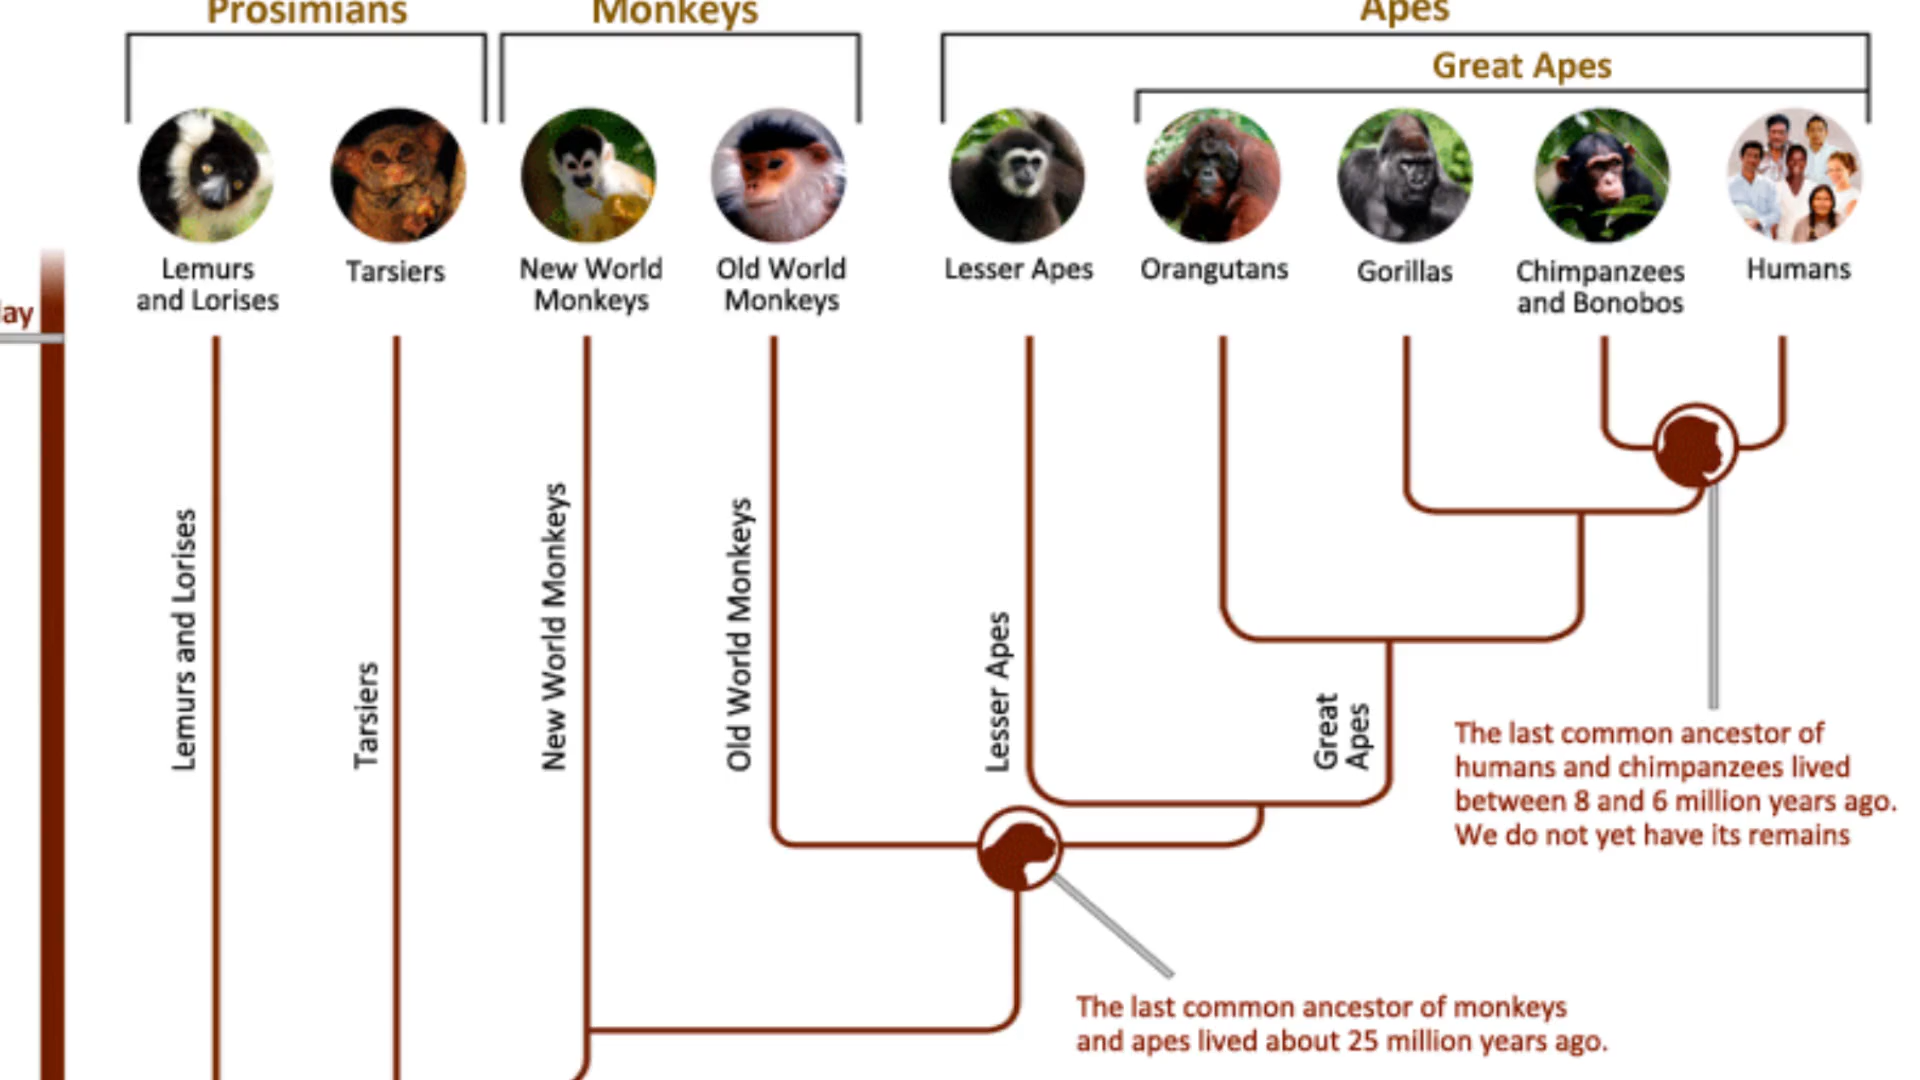 Prosimians
Monkeys
Apes
Great Apes
Lemurs
and Lorises
Tarsiers
New World
Monkeys
Old World
Monkeys
Lesser Apes
Orangutans
Gorillas
Chimpanzees
and Bonobos
Humans
Lemurs and Lorises
Tarsiers
New World Monkeys
Old World Monkeys
Lesser Apes
Great
Apes
The last common ancestor of
humans and chimpanzees lived
between 8 and 6 million years ago.
We do not yet have its remains
The last common ancestor of monkeys
and apes lived about 25 million years ago.